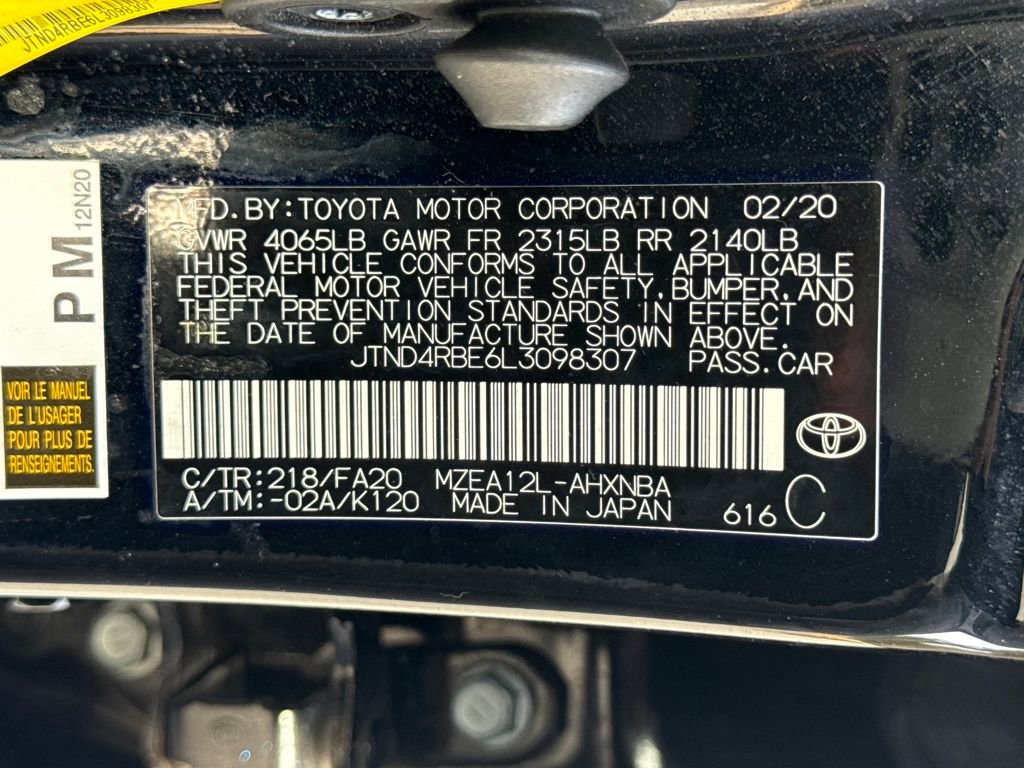 JTND4RBE6L3098307
PM 12N20
VOIR LE MANUEL
DE L'USAGER
POUR PLUS DE
RENSEIGNEMENTS.
MFD.BY:TOYOTA MOTOR CORPORATION 02/20
GVWR 4065LB GAWR FR 2315LB RR 2140LB
THIS VEHICLE CONFORMS TO ALL APPLICABLE
FEDERAL MOTOR VEHICLE SAFETY,BUMPER,AND
THEFT PREVENTION STANDARDS IN EFFECT ON
THE DATE OF MANUFACTURE SHOWN ABOVE.
JTND4RBE6L3098307 PASS.CAR
C/TR:218/FA20 MZEA12L-AHXNBA
A/TM:-02A/K120 MADE IN JAPAN 616 C